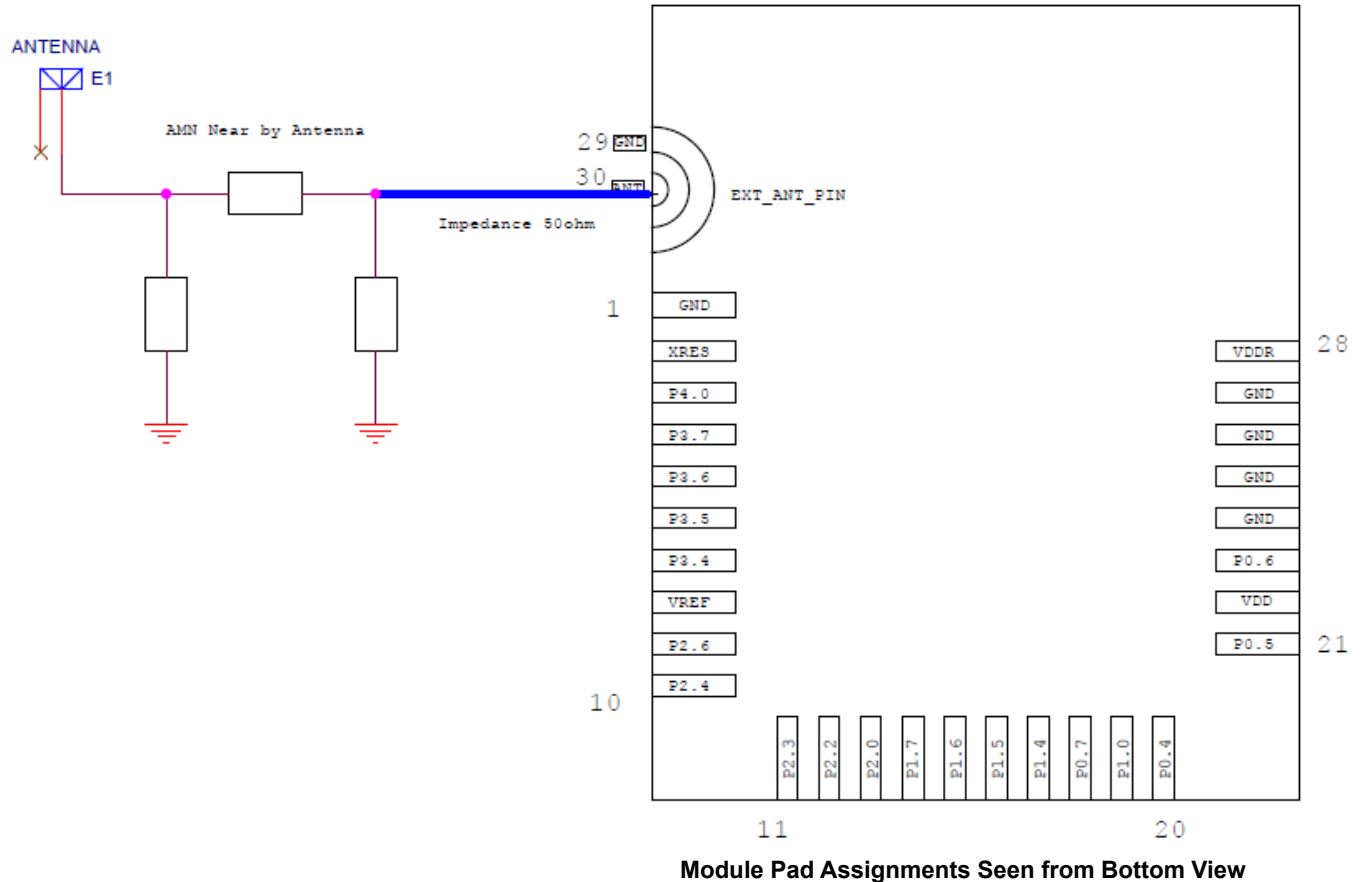 ANTENNA
E1
AMN Near by Antenna
29 GND
30 ANT
EXT_ANT_PIN
Impedance 50ohm
1 GND
XRES
P4.0
P3.7
P3.6
P3.5
P3.4
VREF
P2.6
10 P2.4
VDDR 28
GND
GND
GND
GND
P0.6
VDD
P0.5 21
P2.3
P2.2
P2.0
P1.7
P1.6
P1.5
P1.4
P0.7
P1.0
P0.4
11
20
Module Pad Assignments Seen from Bottom View